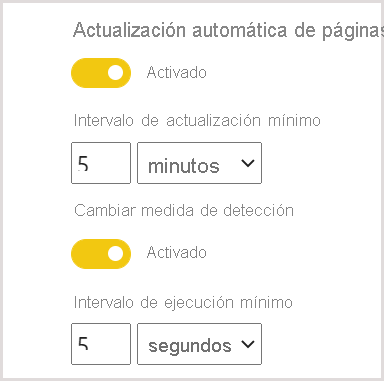 Actualización automática de páginas
Activado
Intervalo de actualización mínimo
5 minutos
Cambiar medida de detección
Activado
Intervalo de ejecución mínimo
5 segundos